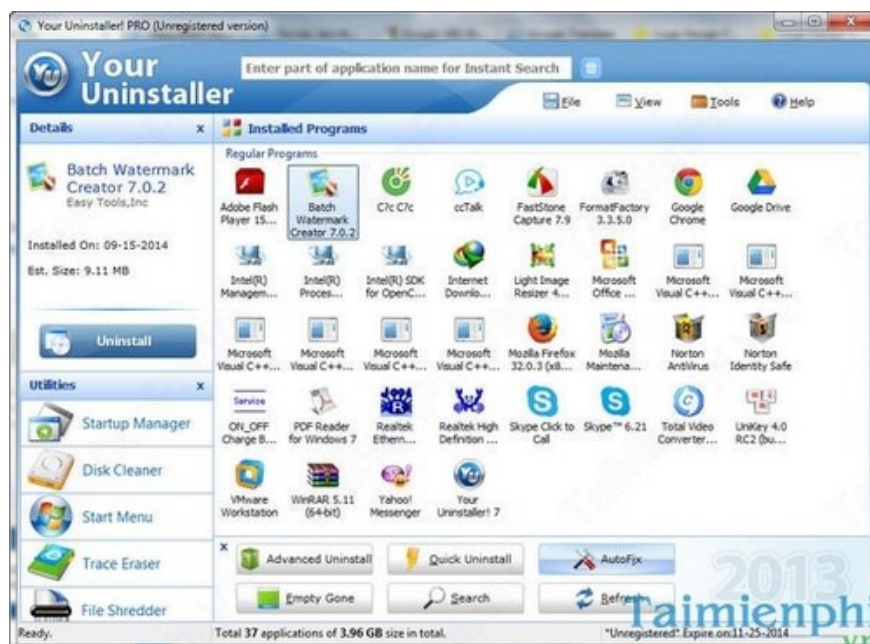 Your Uninstaller! PRO (Unregistered version)
Your
Uninstaller
Enter part of application name for Instant Search
File View Tools Help
Details x
Installed Programs
Batch Watermark
Creator 7.0.2
Easy Tools,Inc
Installed On: 09-15-2014
Est. Size: 9.11 MB
Uninstall
Utilities x
Startup Manager
Disk Cleaner
Start Menu
Trace Eraser
File Shredder
Regular Programs
Adobe Flash
Player 15...
Batch
Watermark
Creator 7.0.2
C?c C?c
ccTalk
FastStone
Capture 7.9
FormatFactory
3.3.5.0
Google
Chrome
Google Drive
Intel(R)
Managem...
Intel(R)
Proces...
Intel(R) SDK
for OpenC...
Internet
Downlo...
Light Image
Resizer 4...
Microsoft
Office ...
Microsoft
Visual C++...
Microsoft
Visual C++...
Microsoft
Visual C++...
Microsoft
Visual C++...
Microsoft
Visual C++...
Microsoft
Visual C++...
Mozilla Firefox
32.0.3 (x8...
Mozilla
Maintena...
Norton
AntiVirus
Norton
Identity Safe
Service
ON_OFF
Charge B...
PDF Reader
for Windows 7
Realtek
Ethern...
Realtek High
Definition ...
Skype Click to
Call
Skype™ 6.21
Total Video
Converter...
UniKey 4.0
RC2 (bu...
VMware
Workstation
WinRAR 5.11
(64-bit)
Yahoo!
Messenger
Your
Uninstaller! 7
x
Advanced Uninstall Quick Uninstall AutoFix
Empty Gone Search Refresh
2013
Taimienphi
Ready. Total 37 applications of 3.96 GB size in total. *Unregistered* Expire on:11-25-2014